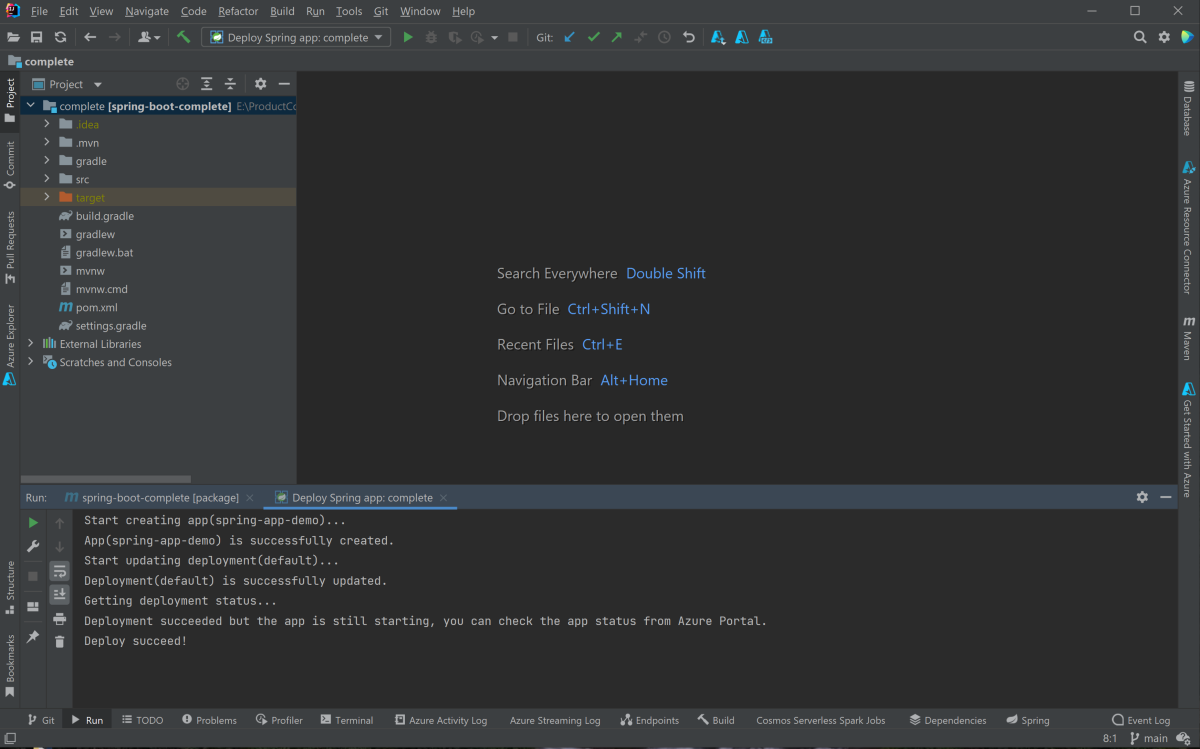 File Edit View Navigate Code Refactor Build Run Tools Git Window Help
Deploy Spring app: complete Git:
complete
Project
complete [spring-boot-complete] E:\ProductCo
.idea
.mvn
gradle
src
target
build.gradle
gradlew
gradlew.bat
mvnw
mvnw.cmd
pom.xml
settings.gradle
External Libraries
Scratches and Consoles
Project
Commit
Pull Requests
Azure Explorer
Structure
Bookmarks
Search Everywhere Double Shift
Go to File Ctrl+Shift+N
Recent Files Ctrl+E
Navigation Bar Alt+Home
Drop files here to open them
Database
Azure Resource Connector
Maven
Get Started with Azure
Run: spring-boot-complete [package] Deploy Spring app: complete
Start creating app(spring-app-demo)...
App(spring-app-demo) is successfully created.
Start updating deployment(default)...
Deployment(default) is successfully updated.
Getting deployment status...
Deployment succeeded but the app is still starting, you can check the app status from Azure Portal.
Deploy succeed!
Git Run TODO Problems Profiler Terminal Azure Activity Log Azure Streaming Log Endpoints Build Cosmos Serverless Spark Jobs Dependencies Spring Event Log
8:1 main